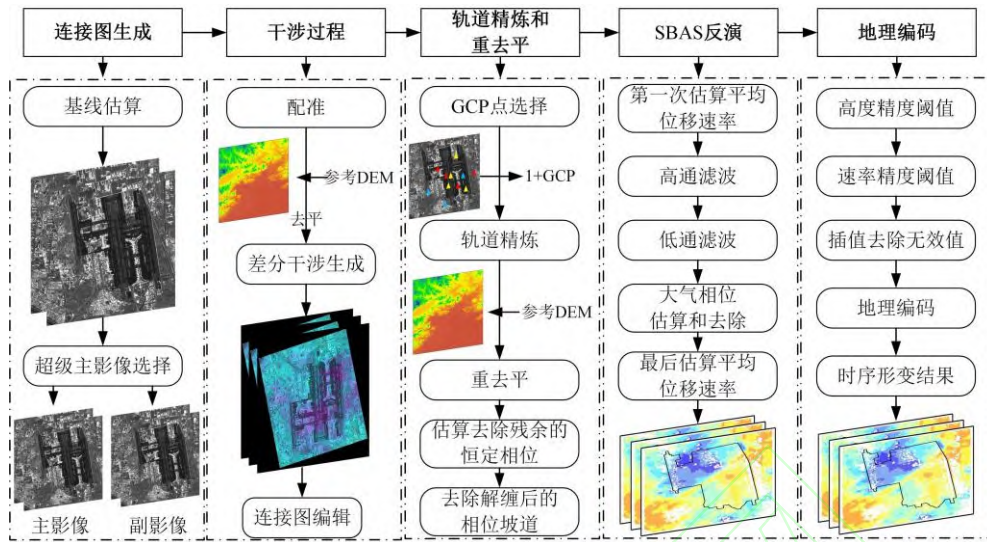 连接图生成
干涉过程
轨道精炼和
重去平
SBAS反演
地理编码
基线估算
超级主影像选择
主影像
副影像
配准
参考DEM
去平
差分干涉生成
连接图编辑
GCP点选择
1+GCP
轨道精炼
参考DEM
重去平
估算去除残余的
恒定相位
去除解缠后的
相位坡道
第一次估算平均
位移速率
高通滤波
低通滤波
大气相位
估算和去除
最后估算平均
位移速率
高度精度阈值
速率精度阈值
插值去除无效值
地理编码
时序形变结果